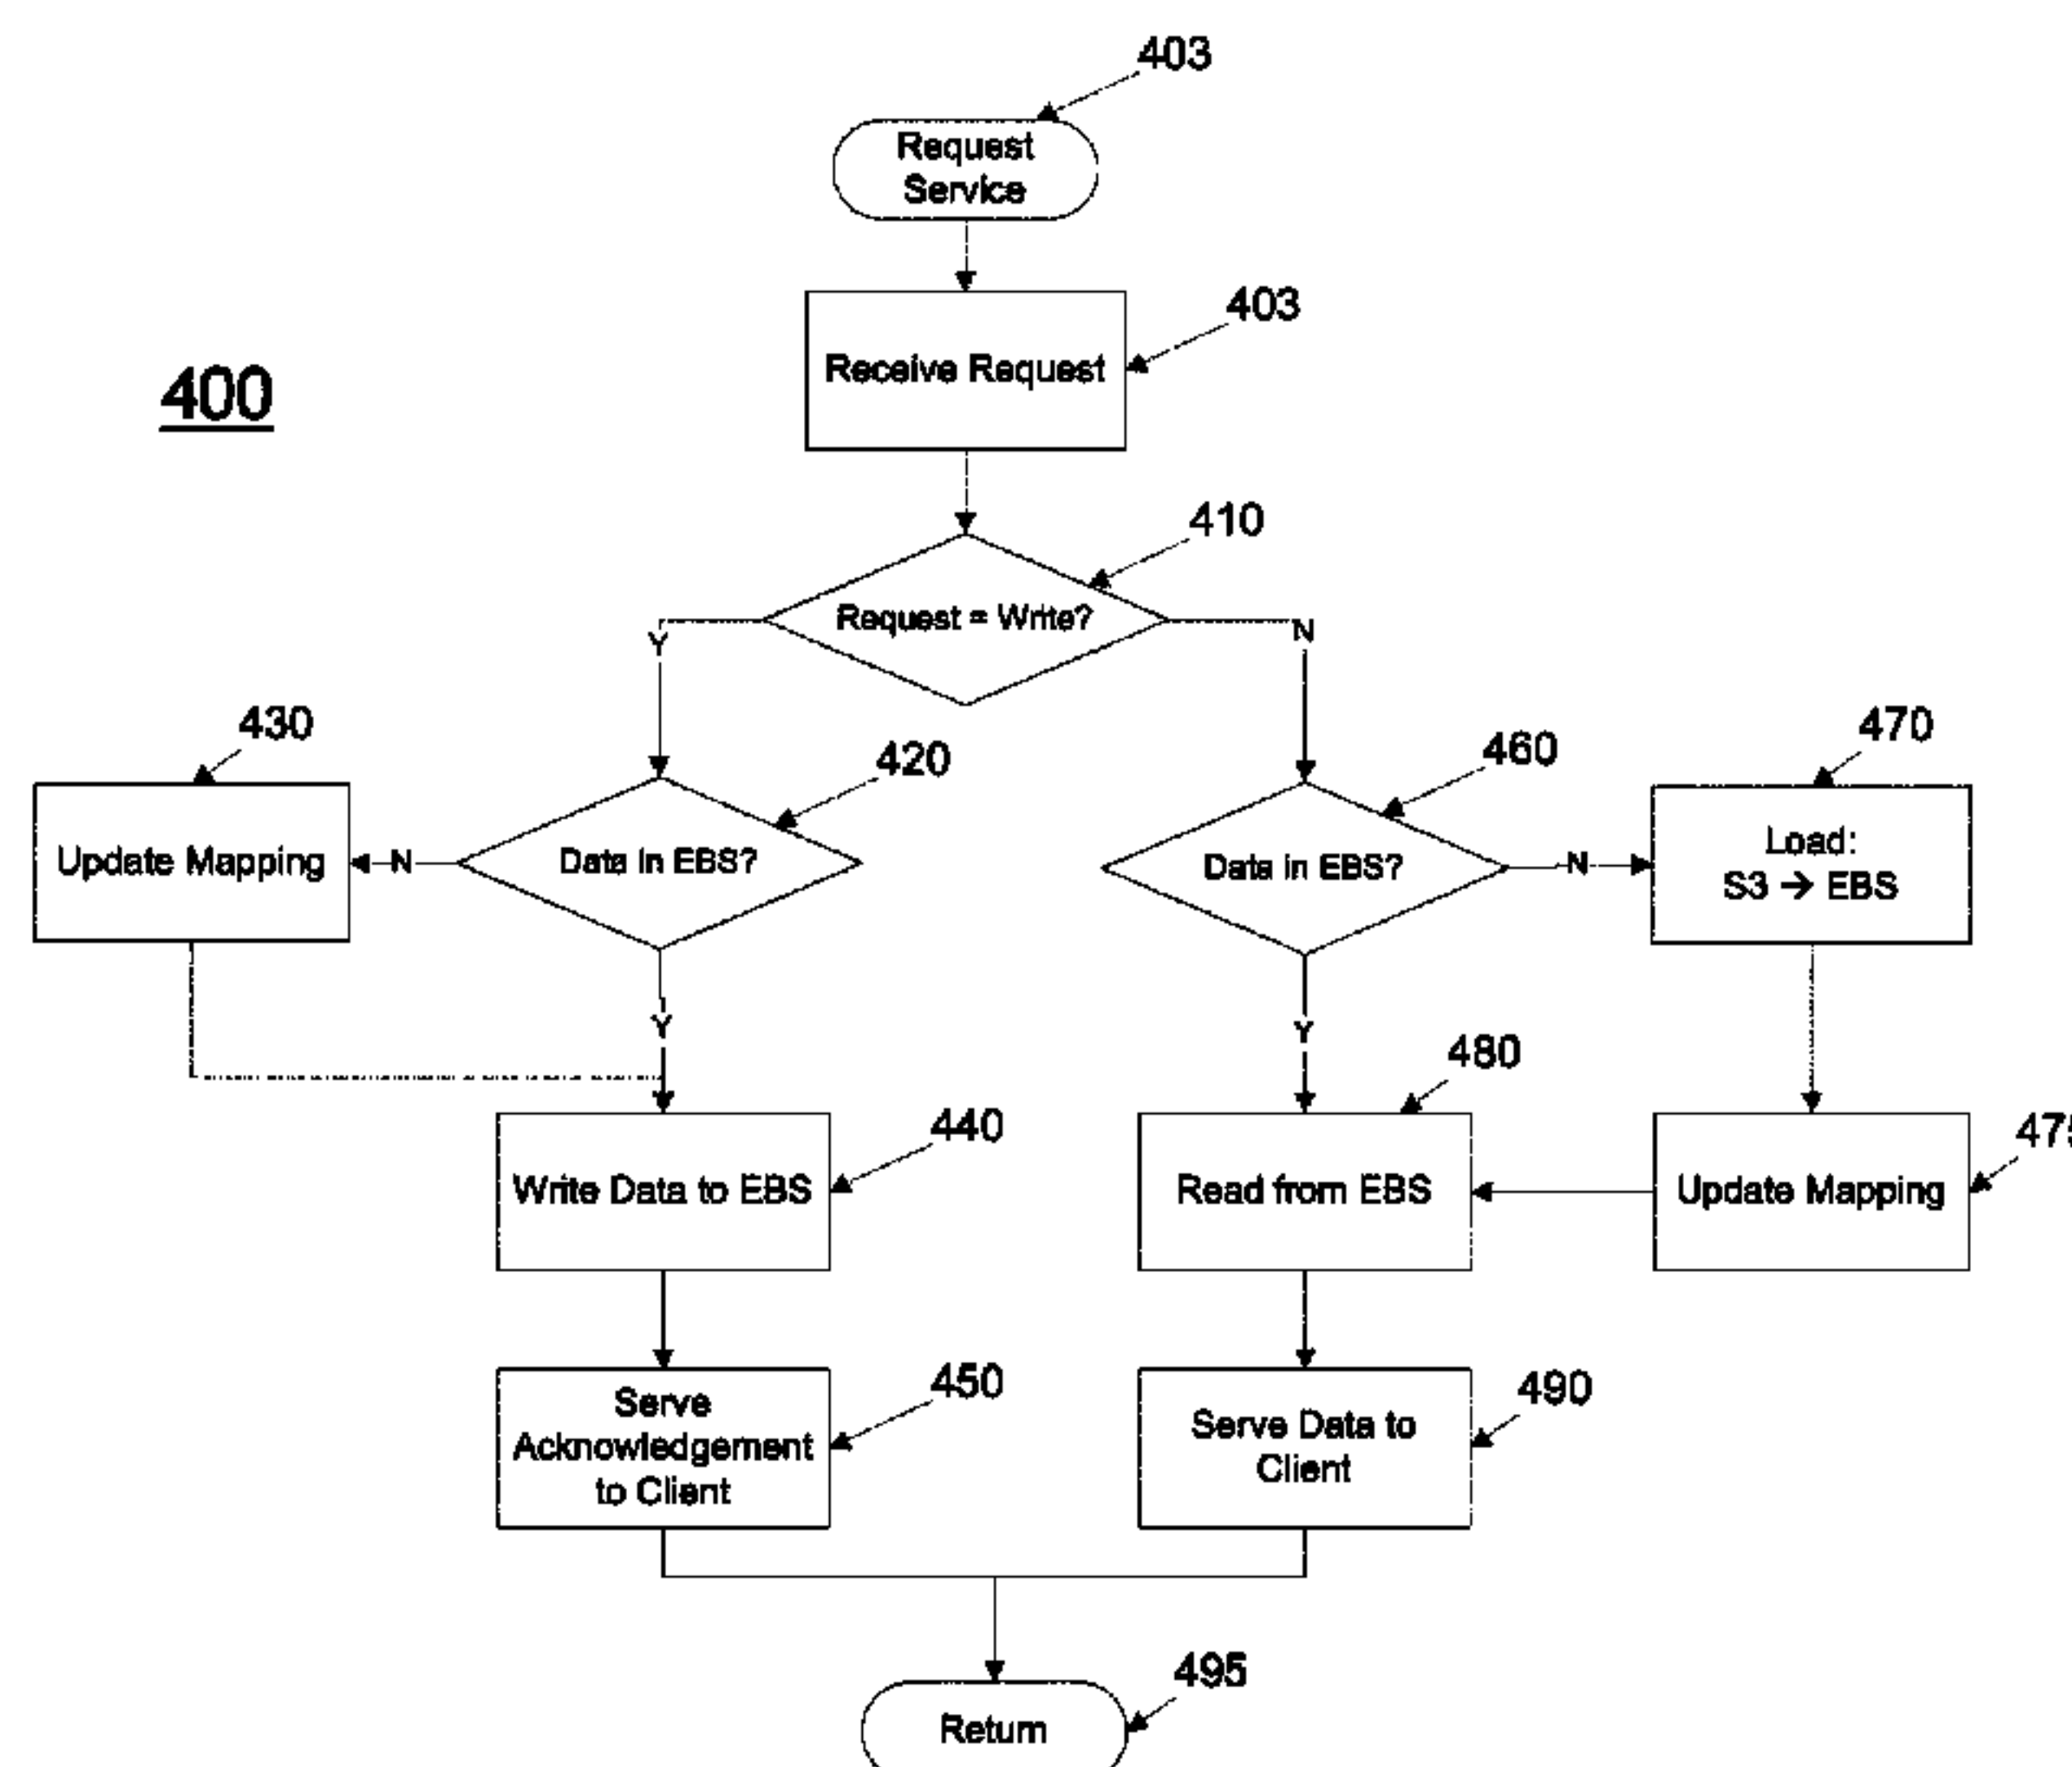 403
Request
Service
403
Receive Request
400
410
Request = Write?
Y
N
430
420
460
470
Update Mapping
N
Data in EBS?
Data in EBS?
N
Load:
S3 → EBS
Y
Y
480
440
475
Write Data to EBS
Read from EBS
Update Mapping
450
490
Serve
Acknowledgement
to Client
Serve Data to
Client
495
Return